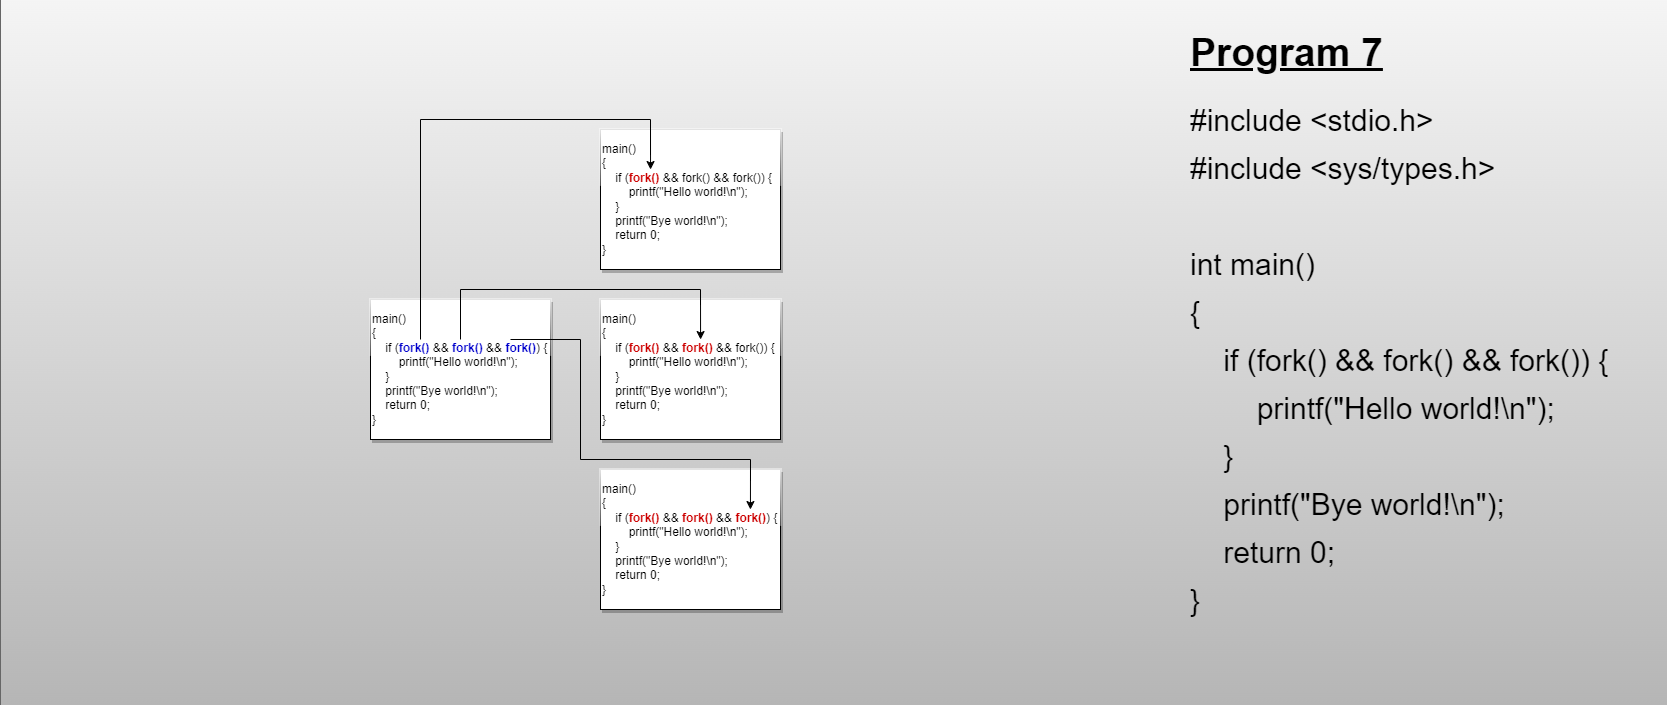 main()
{
if (fork() && fork() && fork()) {
printf("Hello world!\n");
}
printf("Bye world!\n");
return 0;
}
main()
{
if (fork() && fork() && fork()) {
printf("Hello world!\n");
}
printf("Bye world!\n");
return 0;
}
main()
{
if (fork() && fork() && fork()) {
printf("Hello world!\n");
}
printf("Bye world!\n");
return 0;
}
main()
{
if (fork() && fork() && fork()) {
printf("Hello world!\n");
}
printf("Bye world!\n");
return 0;
}
Program 7
#include <stdio.h>
#include <sys/types.h>
int main()
{
if (fork() && fork() && fork()) {
printf("Hello world!\n");
}
printf("Bye world!\n");
return 0;
}